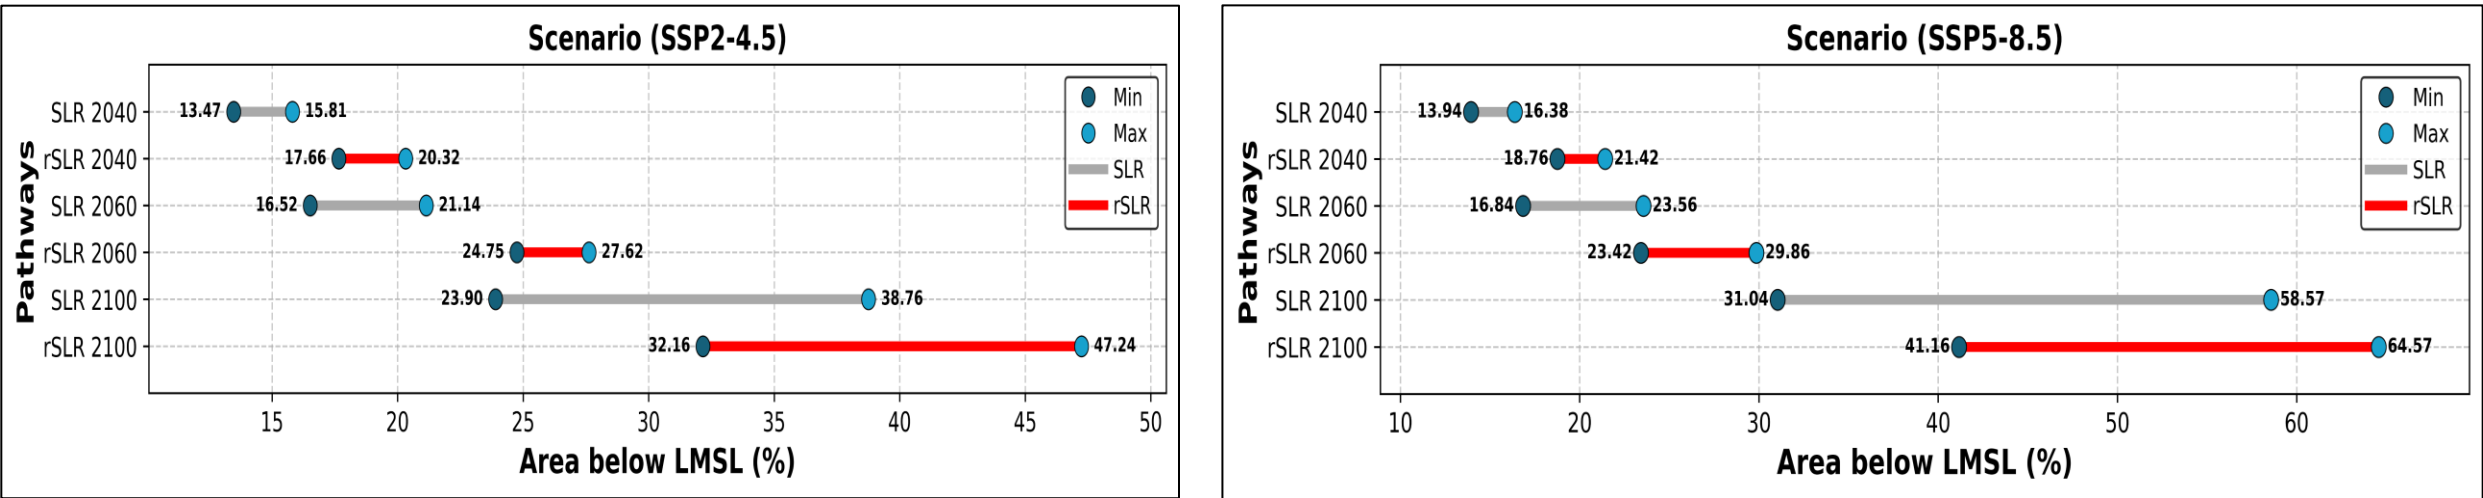 Scenario (SSP2-4.5)
Pathways
SLR 2040
13.47
15.81
rSLR 2040
17.66
20.32
SLR 2060
16.52
21.14
rSLR 2060
24.75
27.62
SLR 2100
23.90
38.76
rSLR 2100
32.16
47.24
Min
Max
SLR
rSLR
15 20 25 30 35 40 45 50
Area below LMSL (%)
Scenario (SSP5-8.5)
Pathways
SLR 2040
13.94
16.38
rSLR 2040
18.76
21.42
SLR 2060
16.84
23.56
rSLR 2060
23.42
29.86
SLR 2100
31.04
58.57
rSLR 2100
41.16
64.57
Min
Max
SLR
rSLR
10 20 30 40 50 60
Area below LMSL (%)